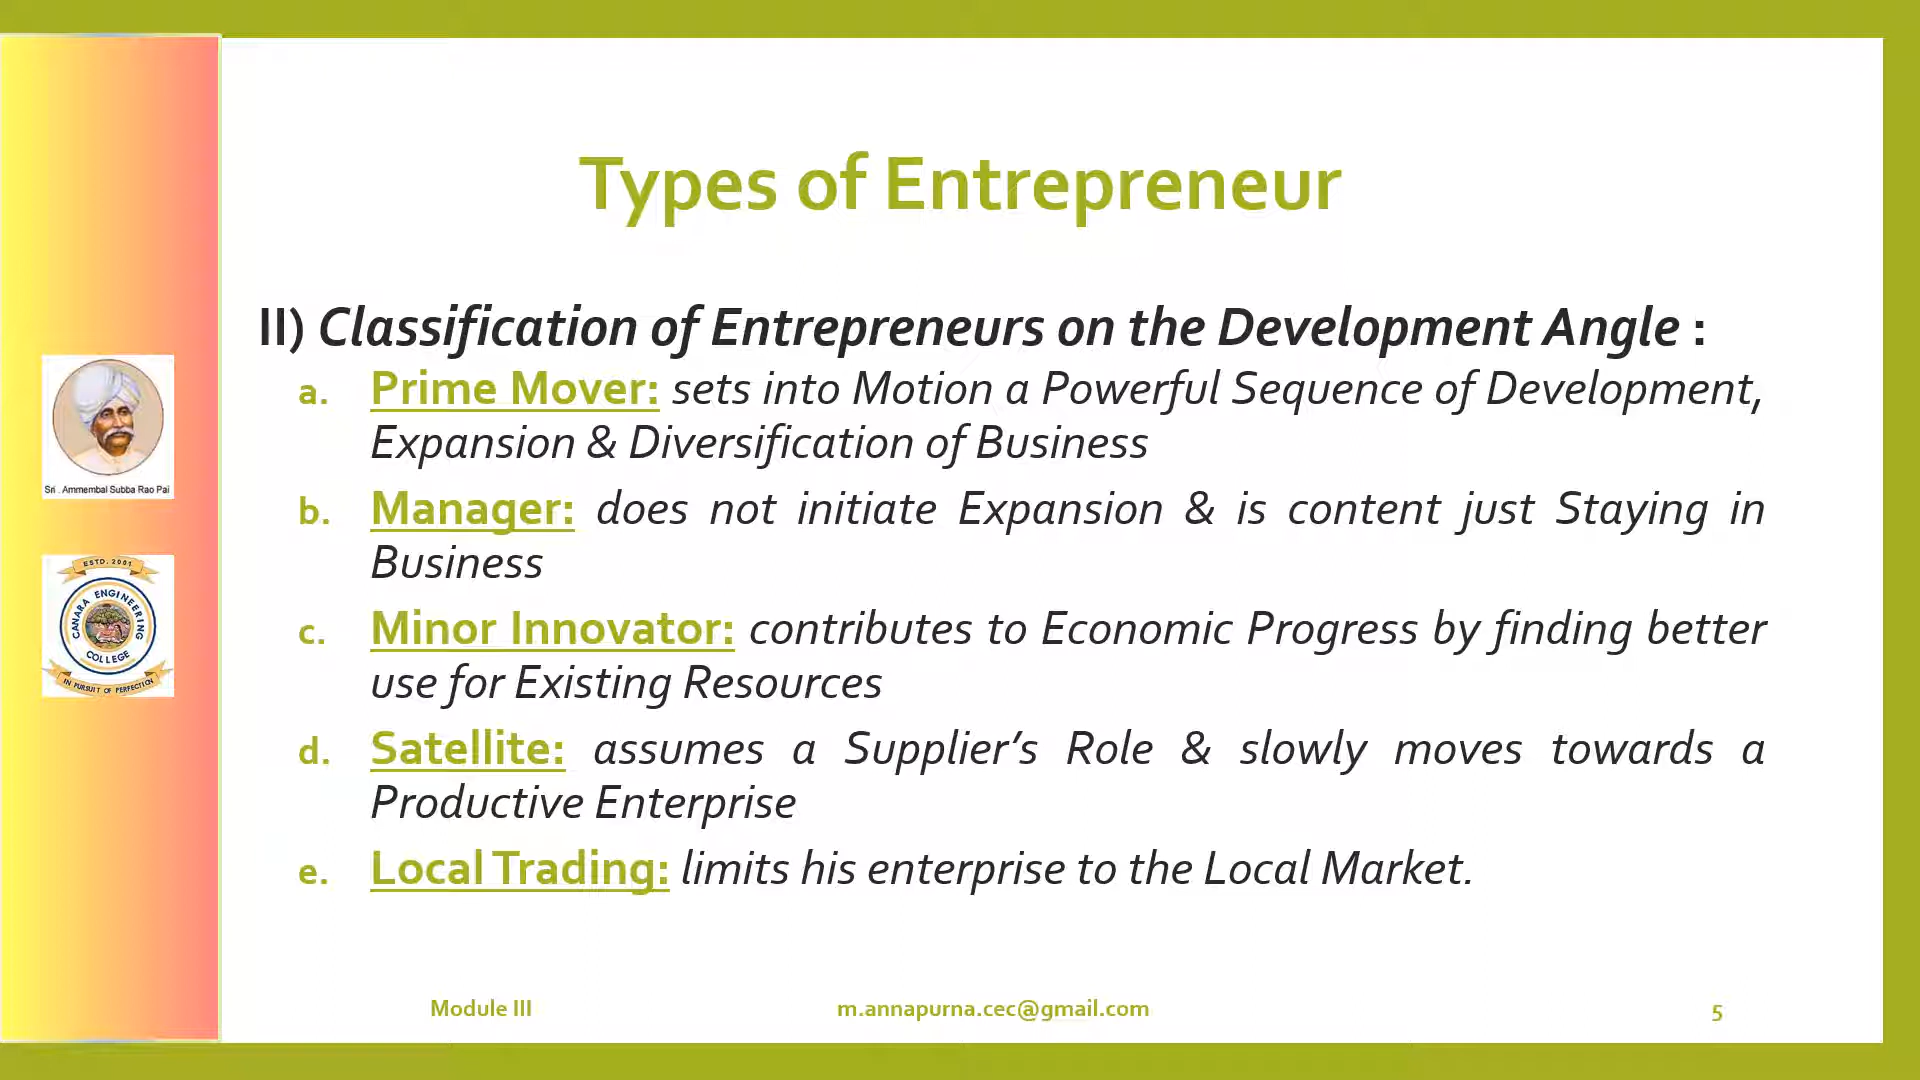 Types of Entrepreneur
II) Classification of Entrepreneurs on the Development Angle :
a. Prime Mover: sets into Motion a Powerful Sequence of Development,
Expansion & Diversification of Business
b. Manager: does not initiate Expansion & is content just Staying in
Business
c. Minor Innovator: contributes to Economic Progress by finding better
use for Existing Resources
d. Satellite: assumes a Supplier’s Role & slowly moves towards a
Productive Enterprise
e. Local Trading: limits his enterprise to the Local Market.
Sri . Ammembal Subba Rao Pai
ESTD. 2001
CANARA ENGINEERING
COLLEGE
IN PURSUIT OF PERFECTION
Module III
m.annapurna.cec@gmail.com
5